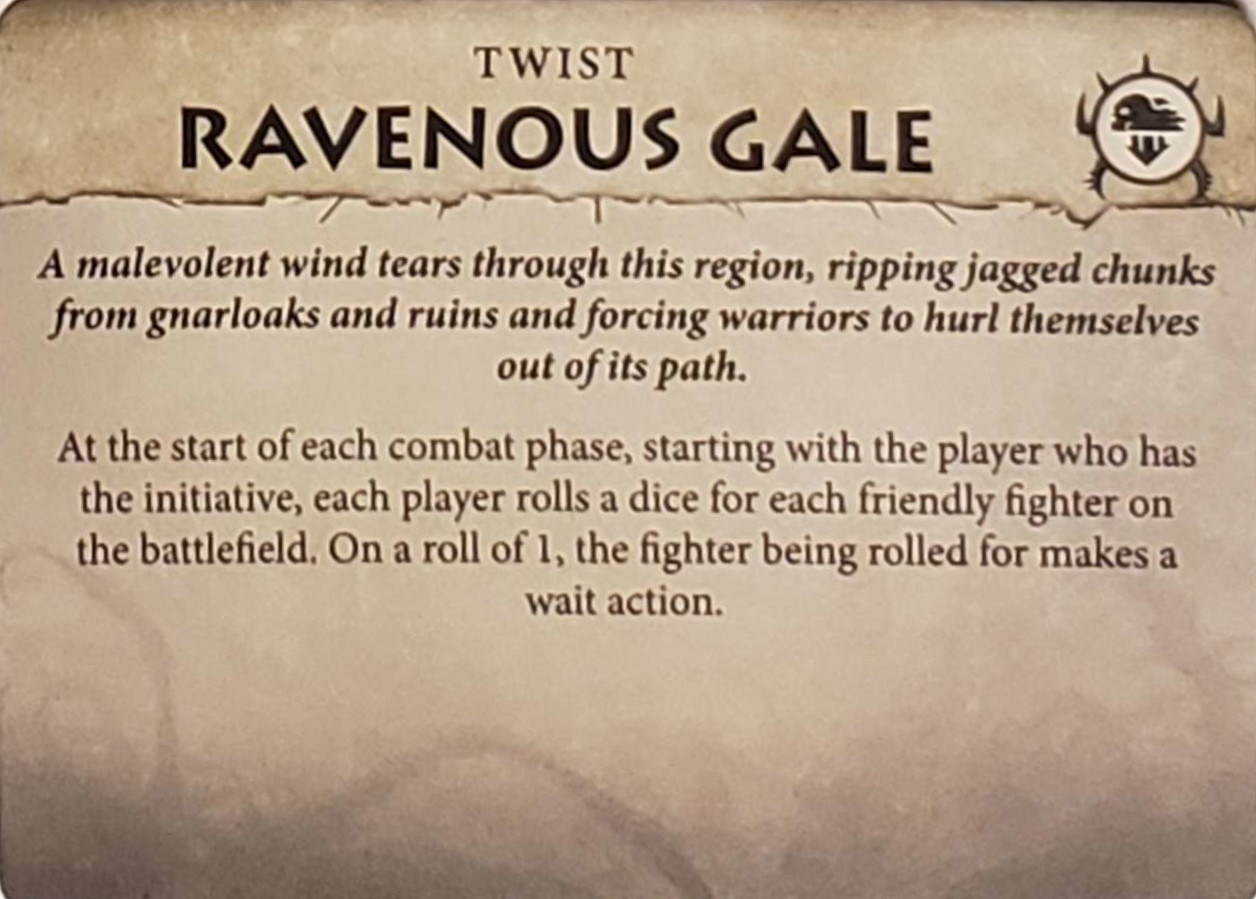 TWIST
RAVENOUS GALE
A malevolent wind tears through this region, ripping jagged chunks
from gnarloaks and ruins and forcing warriors to hurl themselves
out of its path.
At the start of each combat phase, starting with the player who has
the initiative, each player rolls a dice for each friendly fighter on
the battlefield. On a roll of 1, the fighter being rolled for makes a
wait action.